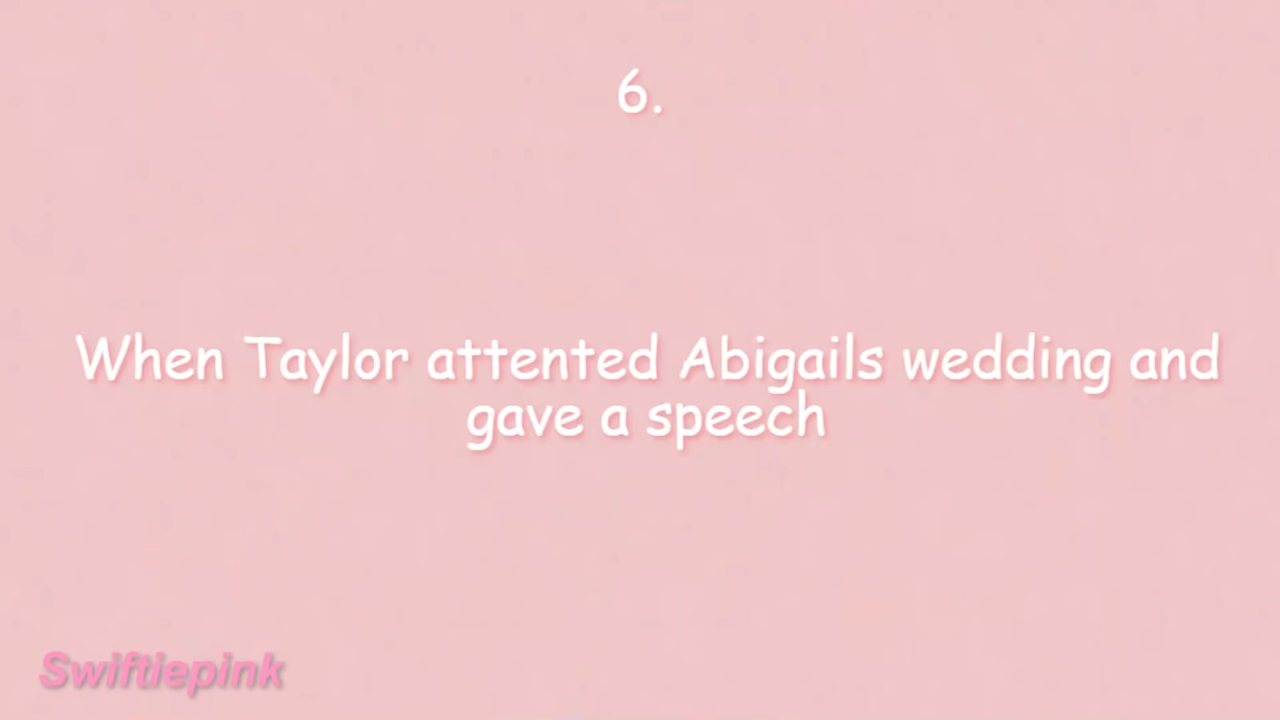 6.
When Taylor attented Abigails wedding and
gave a speech
Swiftiepink